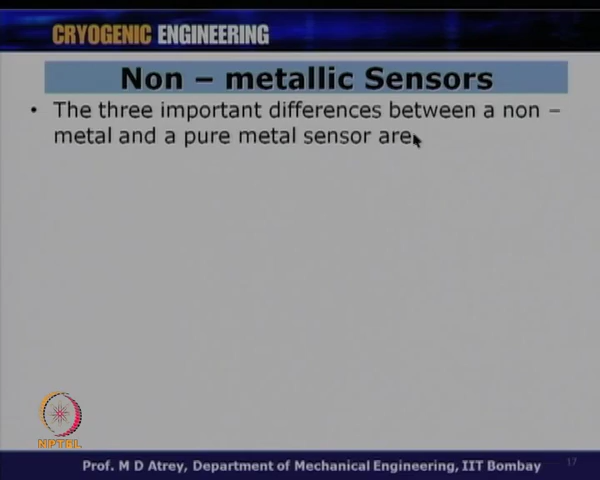 CRYOGENIC ENGINEERING
Non – metallic Sensors
• The three important differences between a non –
metal and a pure metal sensor are
NPTEL
Prof. M D Atrey, Department of Mechanical Engineering, IIT Bombay
17